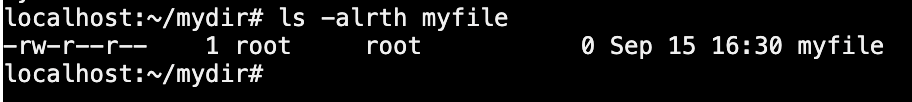 localhost:~/mydir# ls -alrth myfile
-rw-r--r--    1 root     root           0 Sep 15 16:30 myfile
localhost:~/mydir#